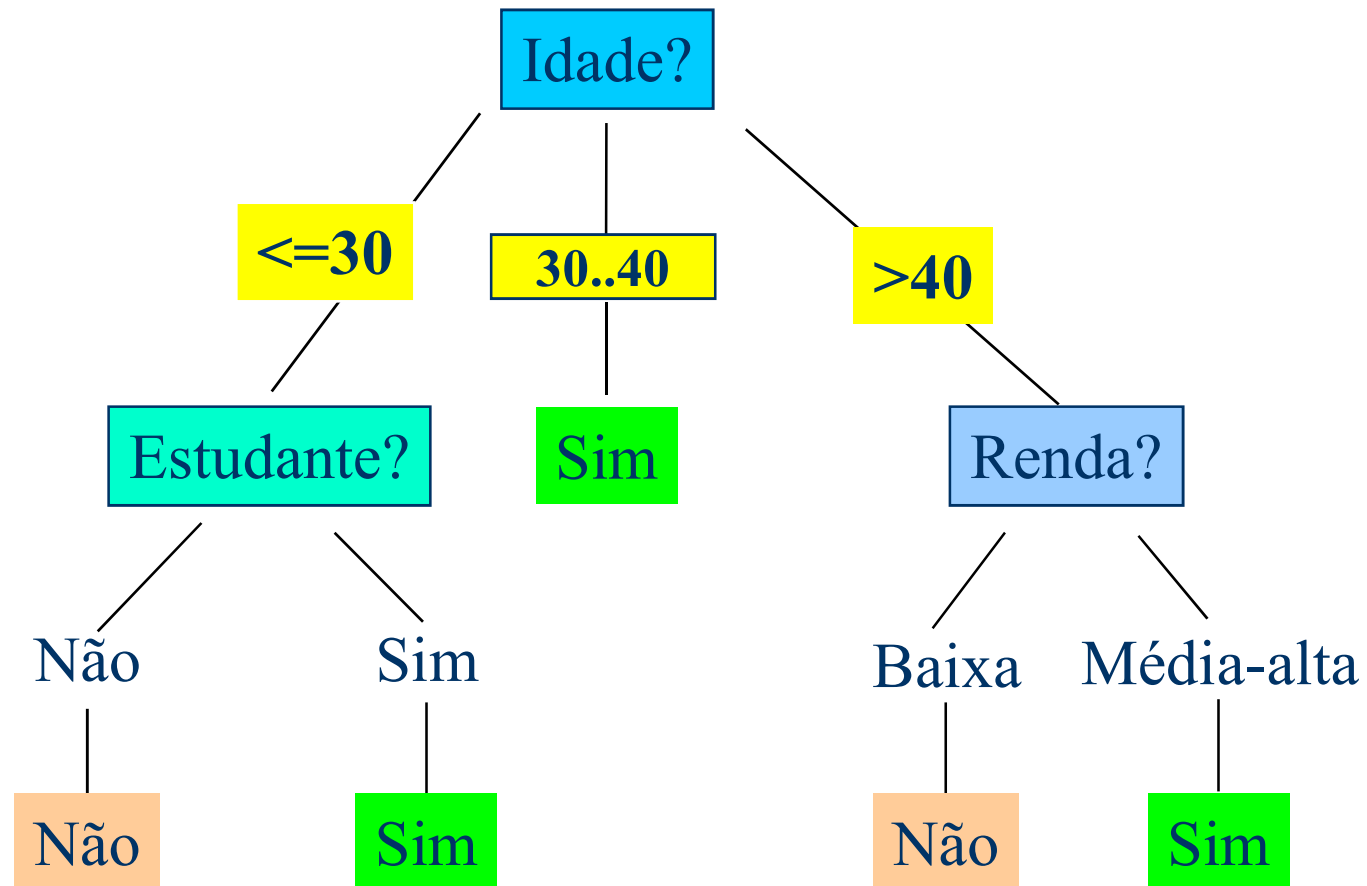 Idade?
<=30
30..40
>40
Estudante?
Sim
Renda?
Não
Sim
Baixa
Média-alta
Não
Sim
Não
Sim